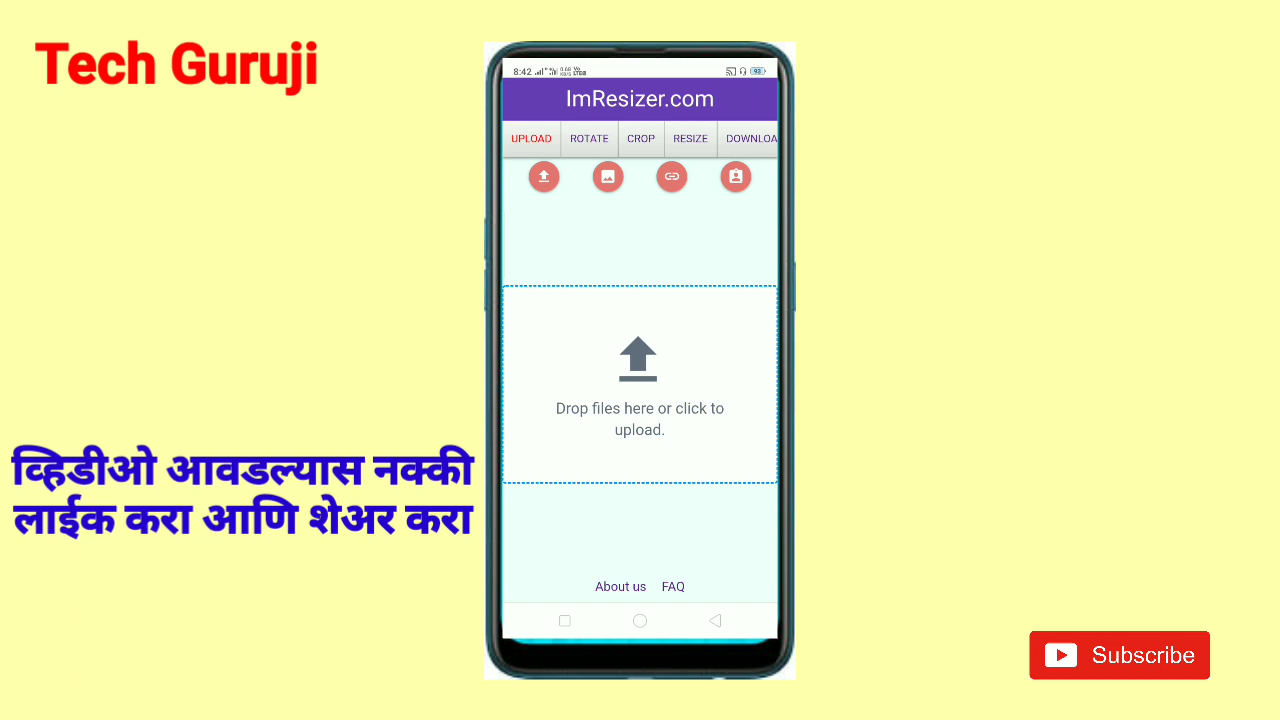 Tech Guruji
8:42
93
ImResizer.com
UPLOAD ROTATE CROP RESIZE DOWNLOA
Drop files here or click to
upload.
व्हिडीओ आवडल्यास नक्की
लाईक करा आणि शेअर करा
About us FAQ
Subscribe